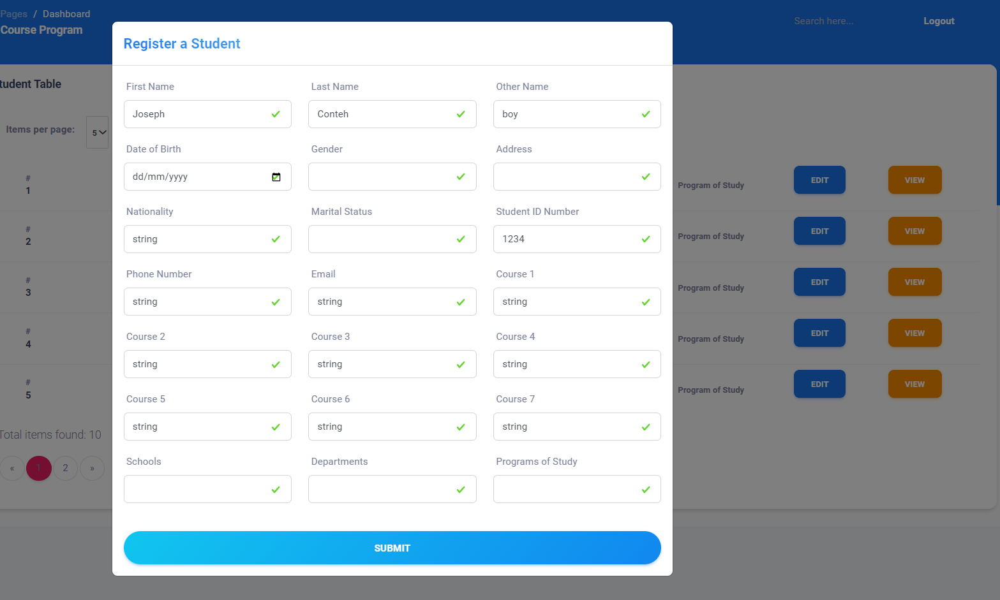 Pages / Dashboard
Course Program
Search here...
Logout
Register a Student
tudent Table
Items per page:
5
First Name
Last Name
Other Name
Joseph
Conteh
boy
Date of Birth
Gender
Address
dd/mm/yyyy
Nationality
Marital Status
Student ID Number
string
1234
Phone Number
Email
Course 1
string
string
string
Course 2
Course 3
Course 4
string
string
string
Course 5
Course 6
Course 7
string
string
string
Schools
Departments
Programs of Study
SUBMIT
#
1
Program of Study
EDIT
VIEW
#
2
Program of Study
EDIT
VIEW
#
3
Program of Study
EDIT
VIEW
#
4
Program of Study
EDIT
VIEW
#
5
Program of Study
EDIT
VIEW
Total items found: 10
« 1 2 »